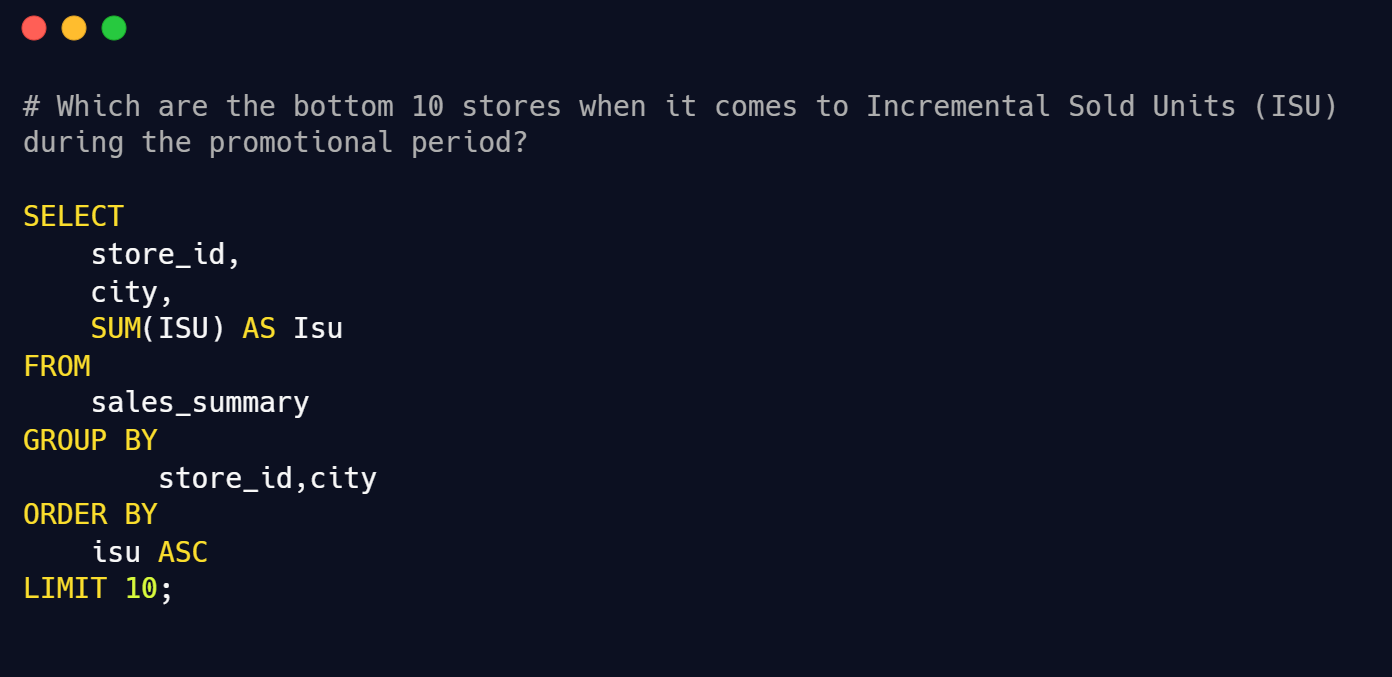 # Which are the bottom 10 stores when it comes to Incremental Sold Units (ISU)
during the promotional period?
SELECT
    store_id,
    city,
    SUM(ISU) AS Isu
FROM
    sales_summary
GROUP BY
        store_id,city
ORDER BY
    isu ASC
LIMIT 10;